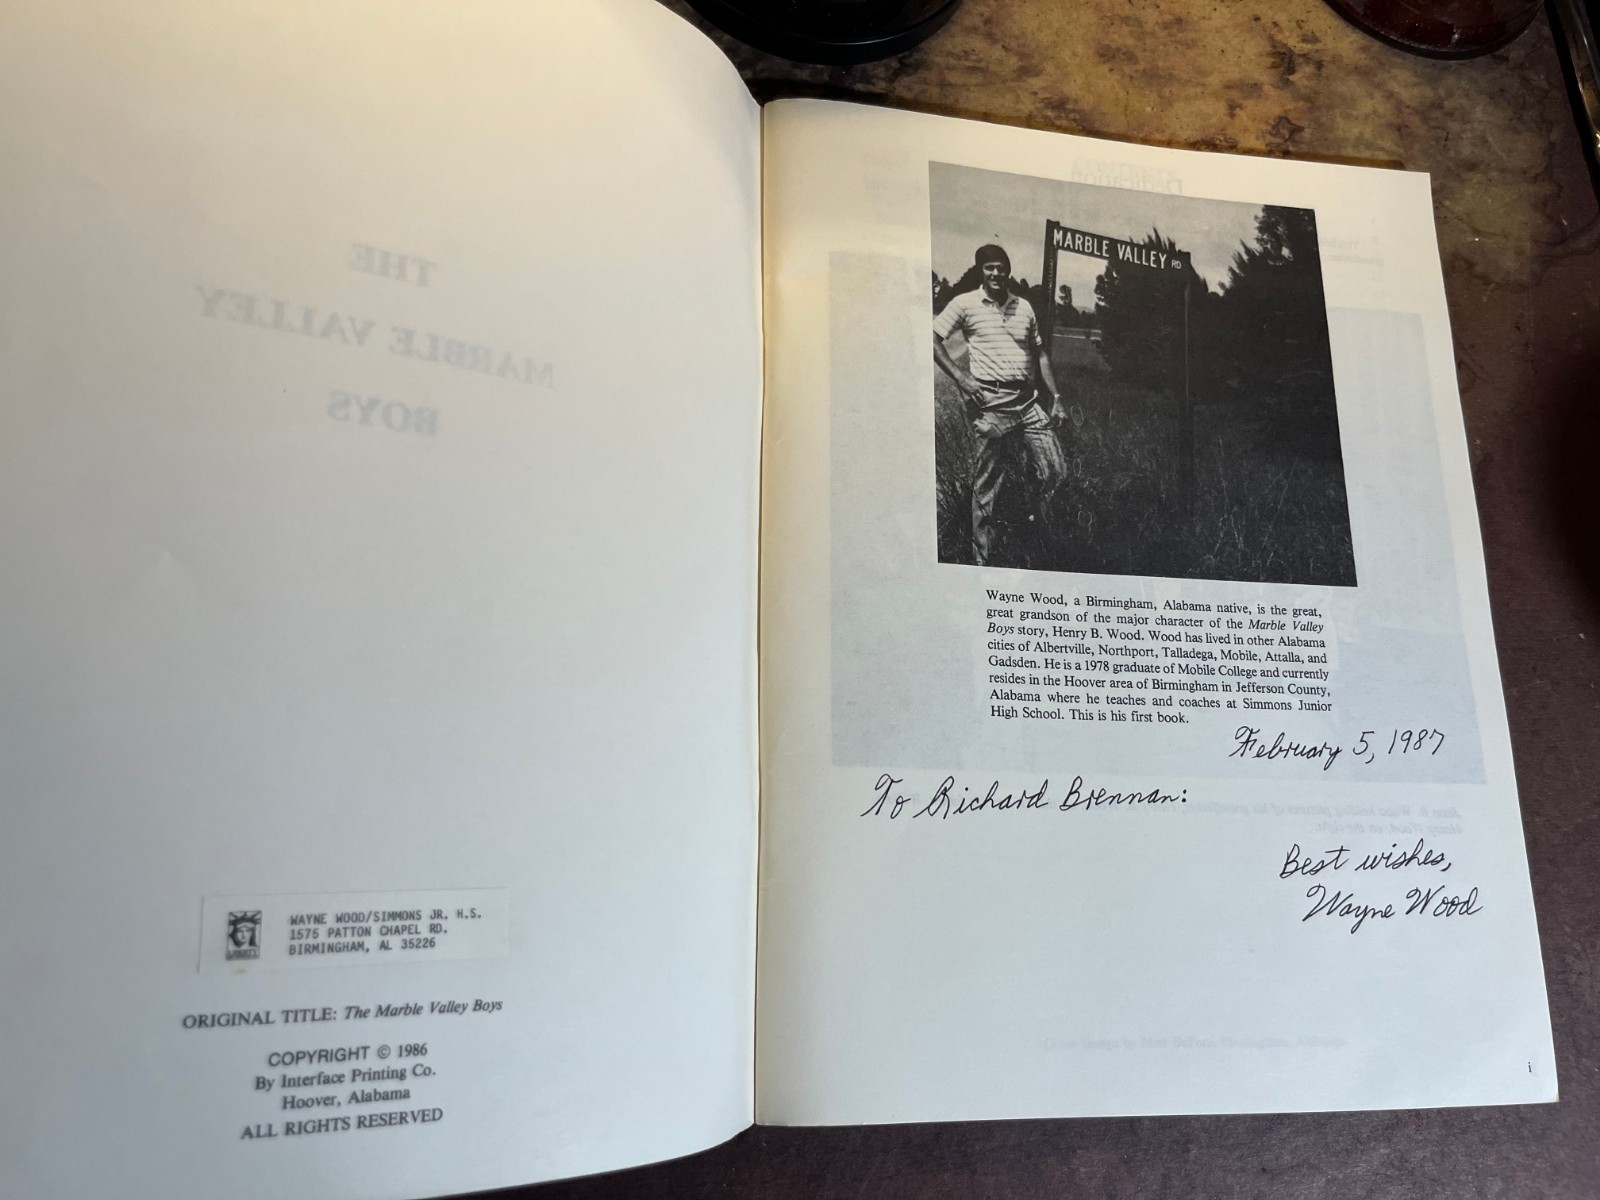 THE
MARBLE VALLEY
BOYS
WAYNE WOOD/SIMMONS JR. H.S.
1575 PATTON CHAPEL RD.
BIRMINGHAM, AL 35226
LIBERTY
ORIGINAL TITLE: The Marble Valley Boys
COPYRIGHT © 1986
By Interface Printing Co.
Hoover, Alabama
ALL RIGHTS RESERVED
Dedication
MARBLE VALLEY RD
Wayne Wood, a Birmingham, Alabama native, is the great,
great grandson of the major character of the Marble Valley
Boys story, Henry B. Wood. Wood has lived in other Alabama
cities of Albertville, Northport, Talladega, Mobile, Attalla, and
Gadsden. He is a 1978 graduate of Mobile College and currently
resides in the Hoover area of Birmingham in Jefferson County,
Alabama where he teaches and coaches at Simmons Junior
High School. This is his first book.
February 5, 1987
To Richard Brennan:
Best wishes,
Wayne Wood
i